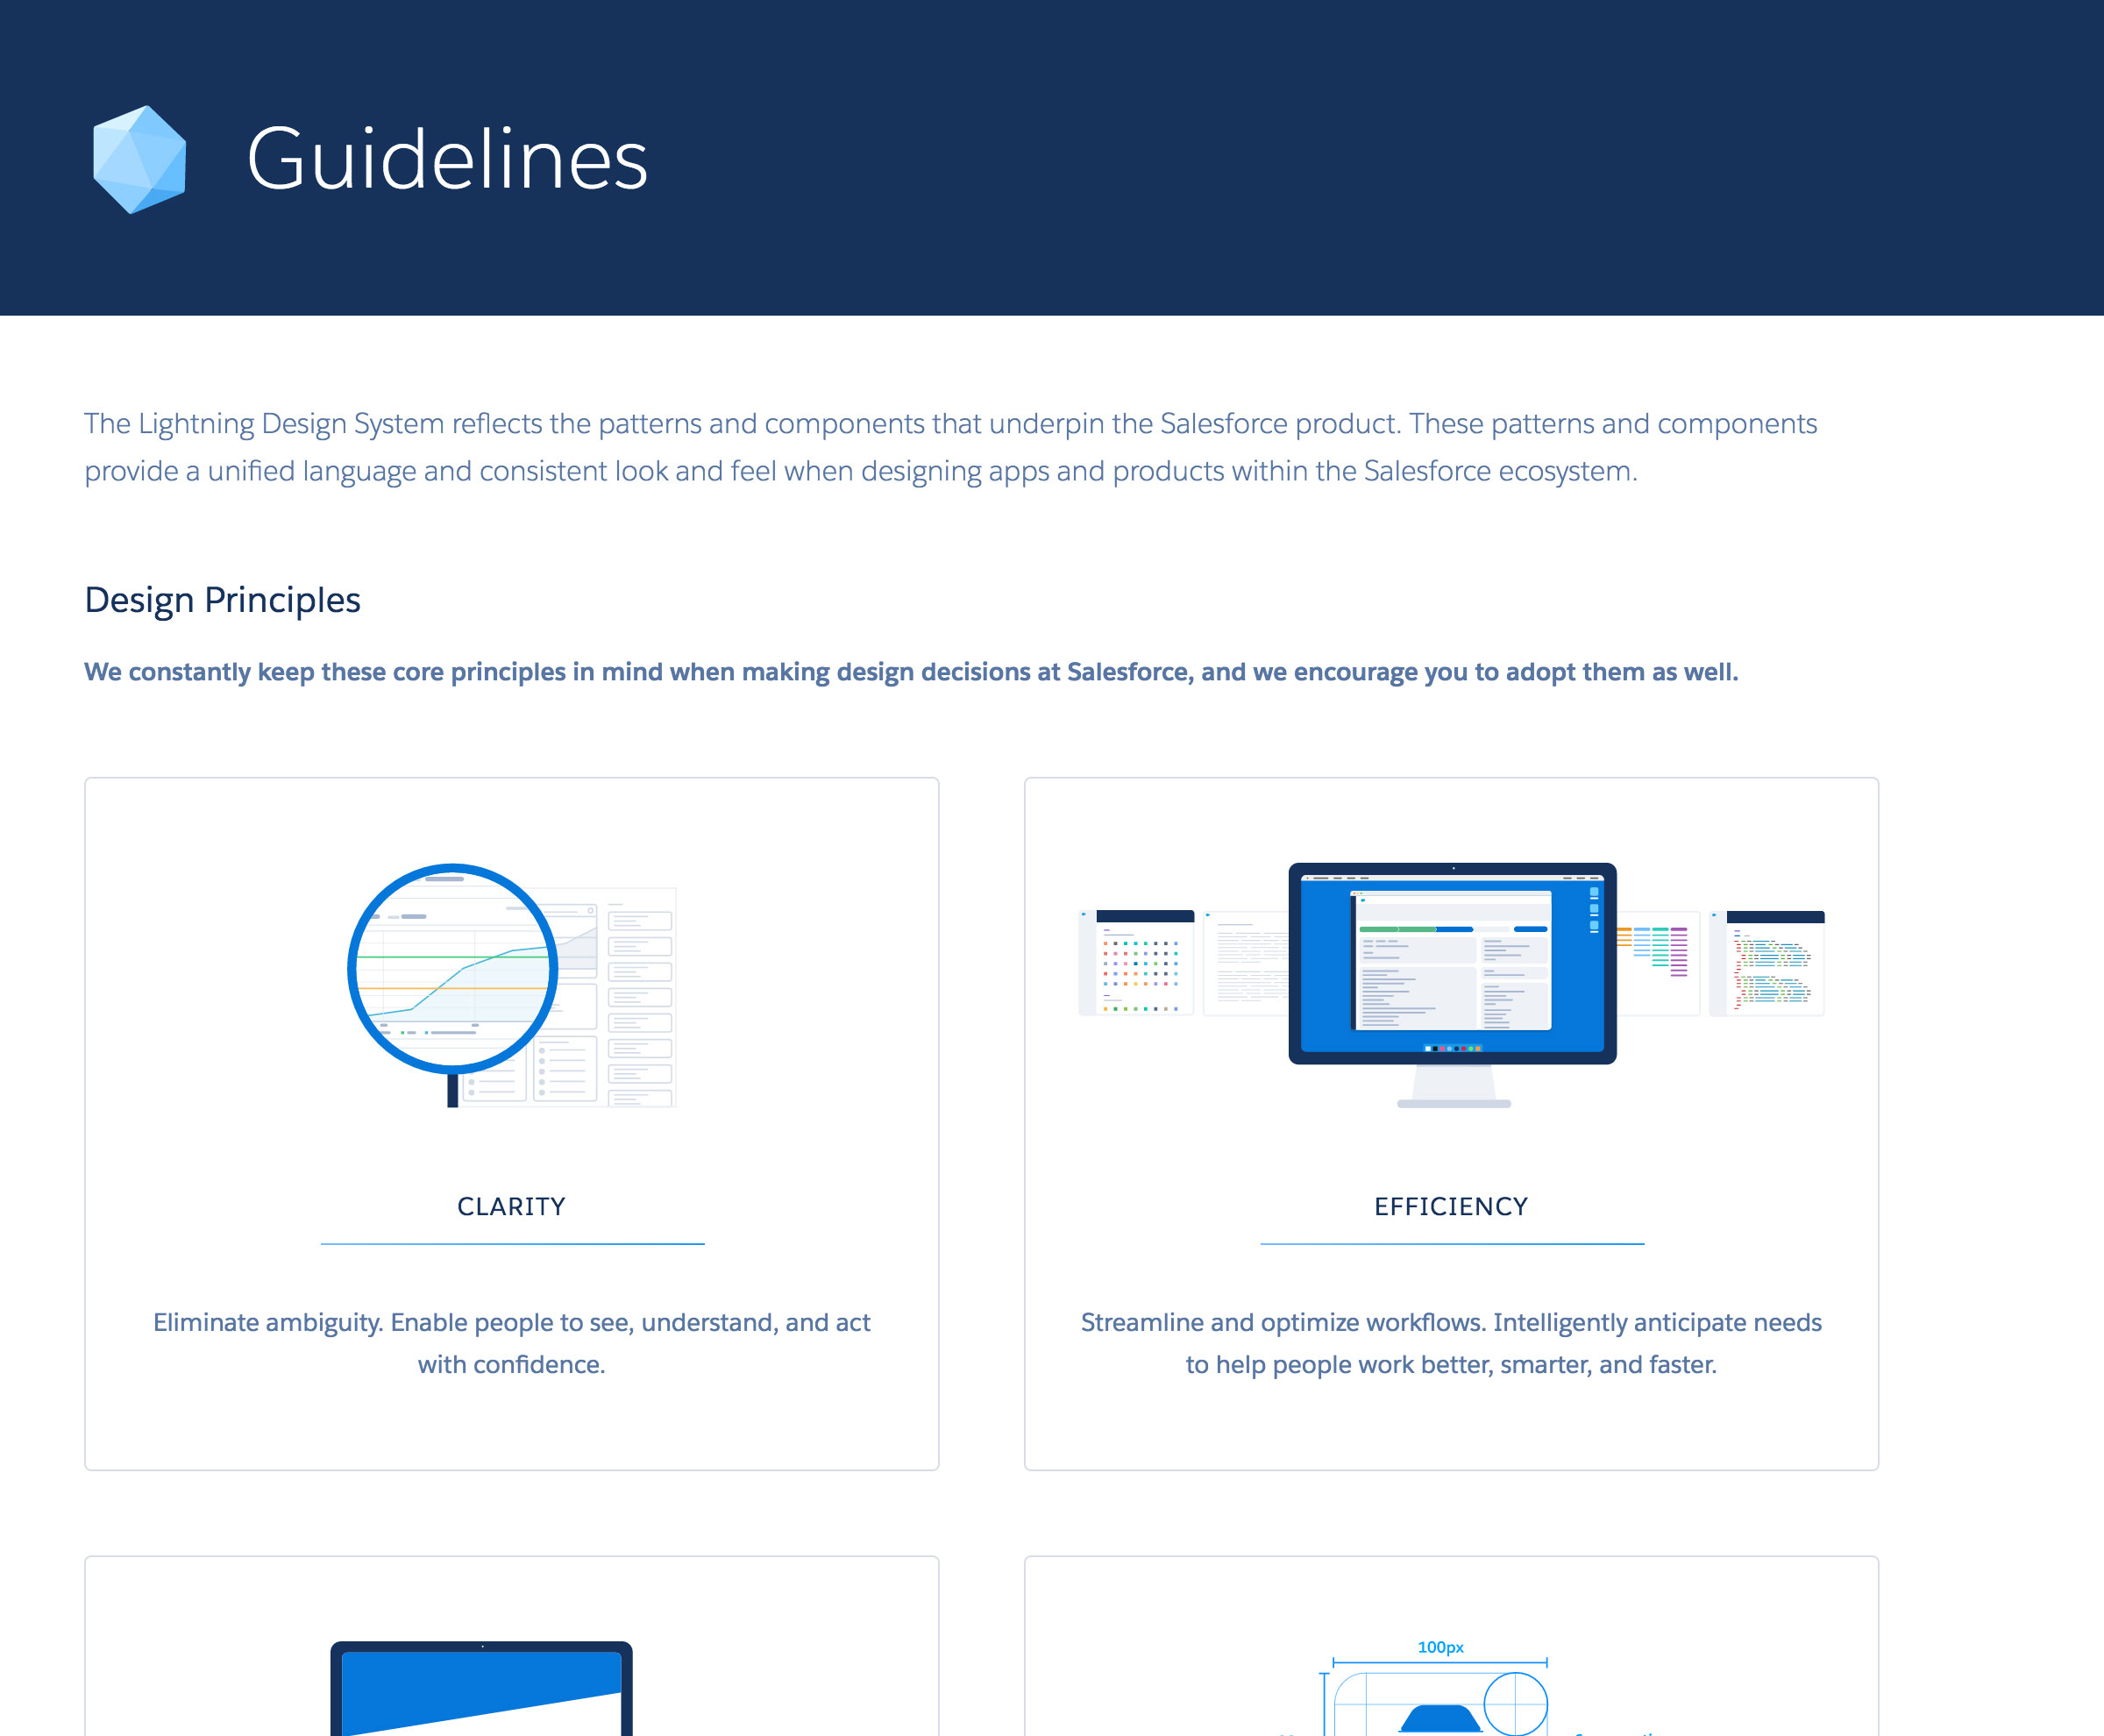 Guidelines
The Lightning Design System reflects the patterns and components that underpin the Salesforce product. These patterns and components
provide a unified language and consistent look and feel when designing apps and products within the Salesforce ecosystem.
Design Principles
We constantly keep these core principles in mind when making design decisions at Salesforce, and we encourage you to adopt them as well.
CLARITY
Eliminate ambiguity. Enable people to see, understand, and act
with confidence.
EFFICIENCY
Streamline and optimize workflows. Intelligently anticipate needs
to help people work better, smarter, and faster.
100px